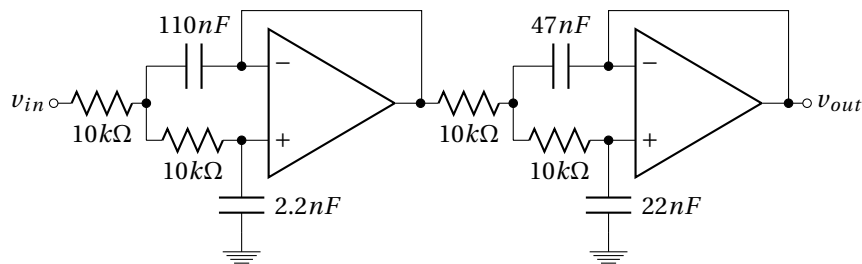 110nF
47nF
v_in
10kΩ
10kΩ
2.2nF
10kΩ
10kΩ
22nF
v_out
−
+
−
+